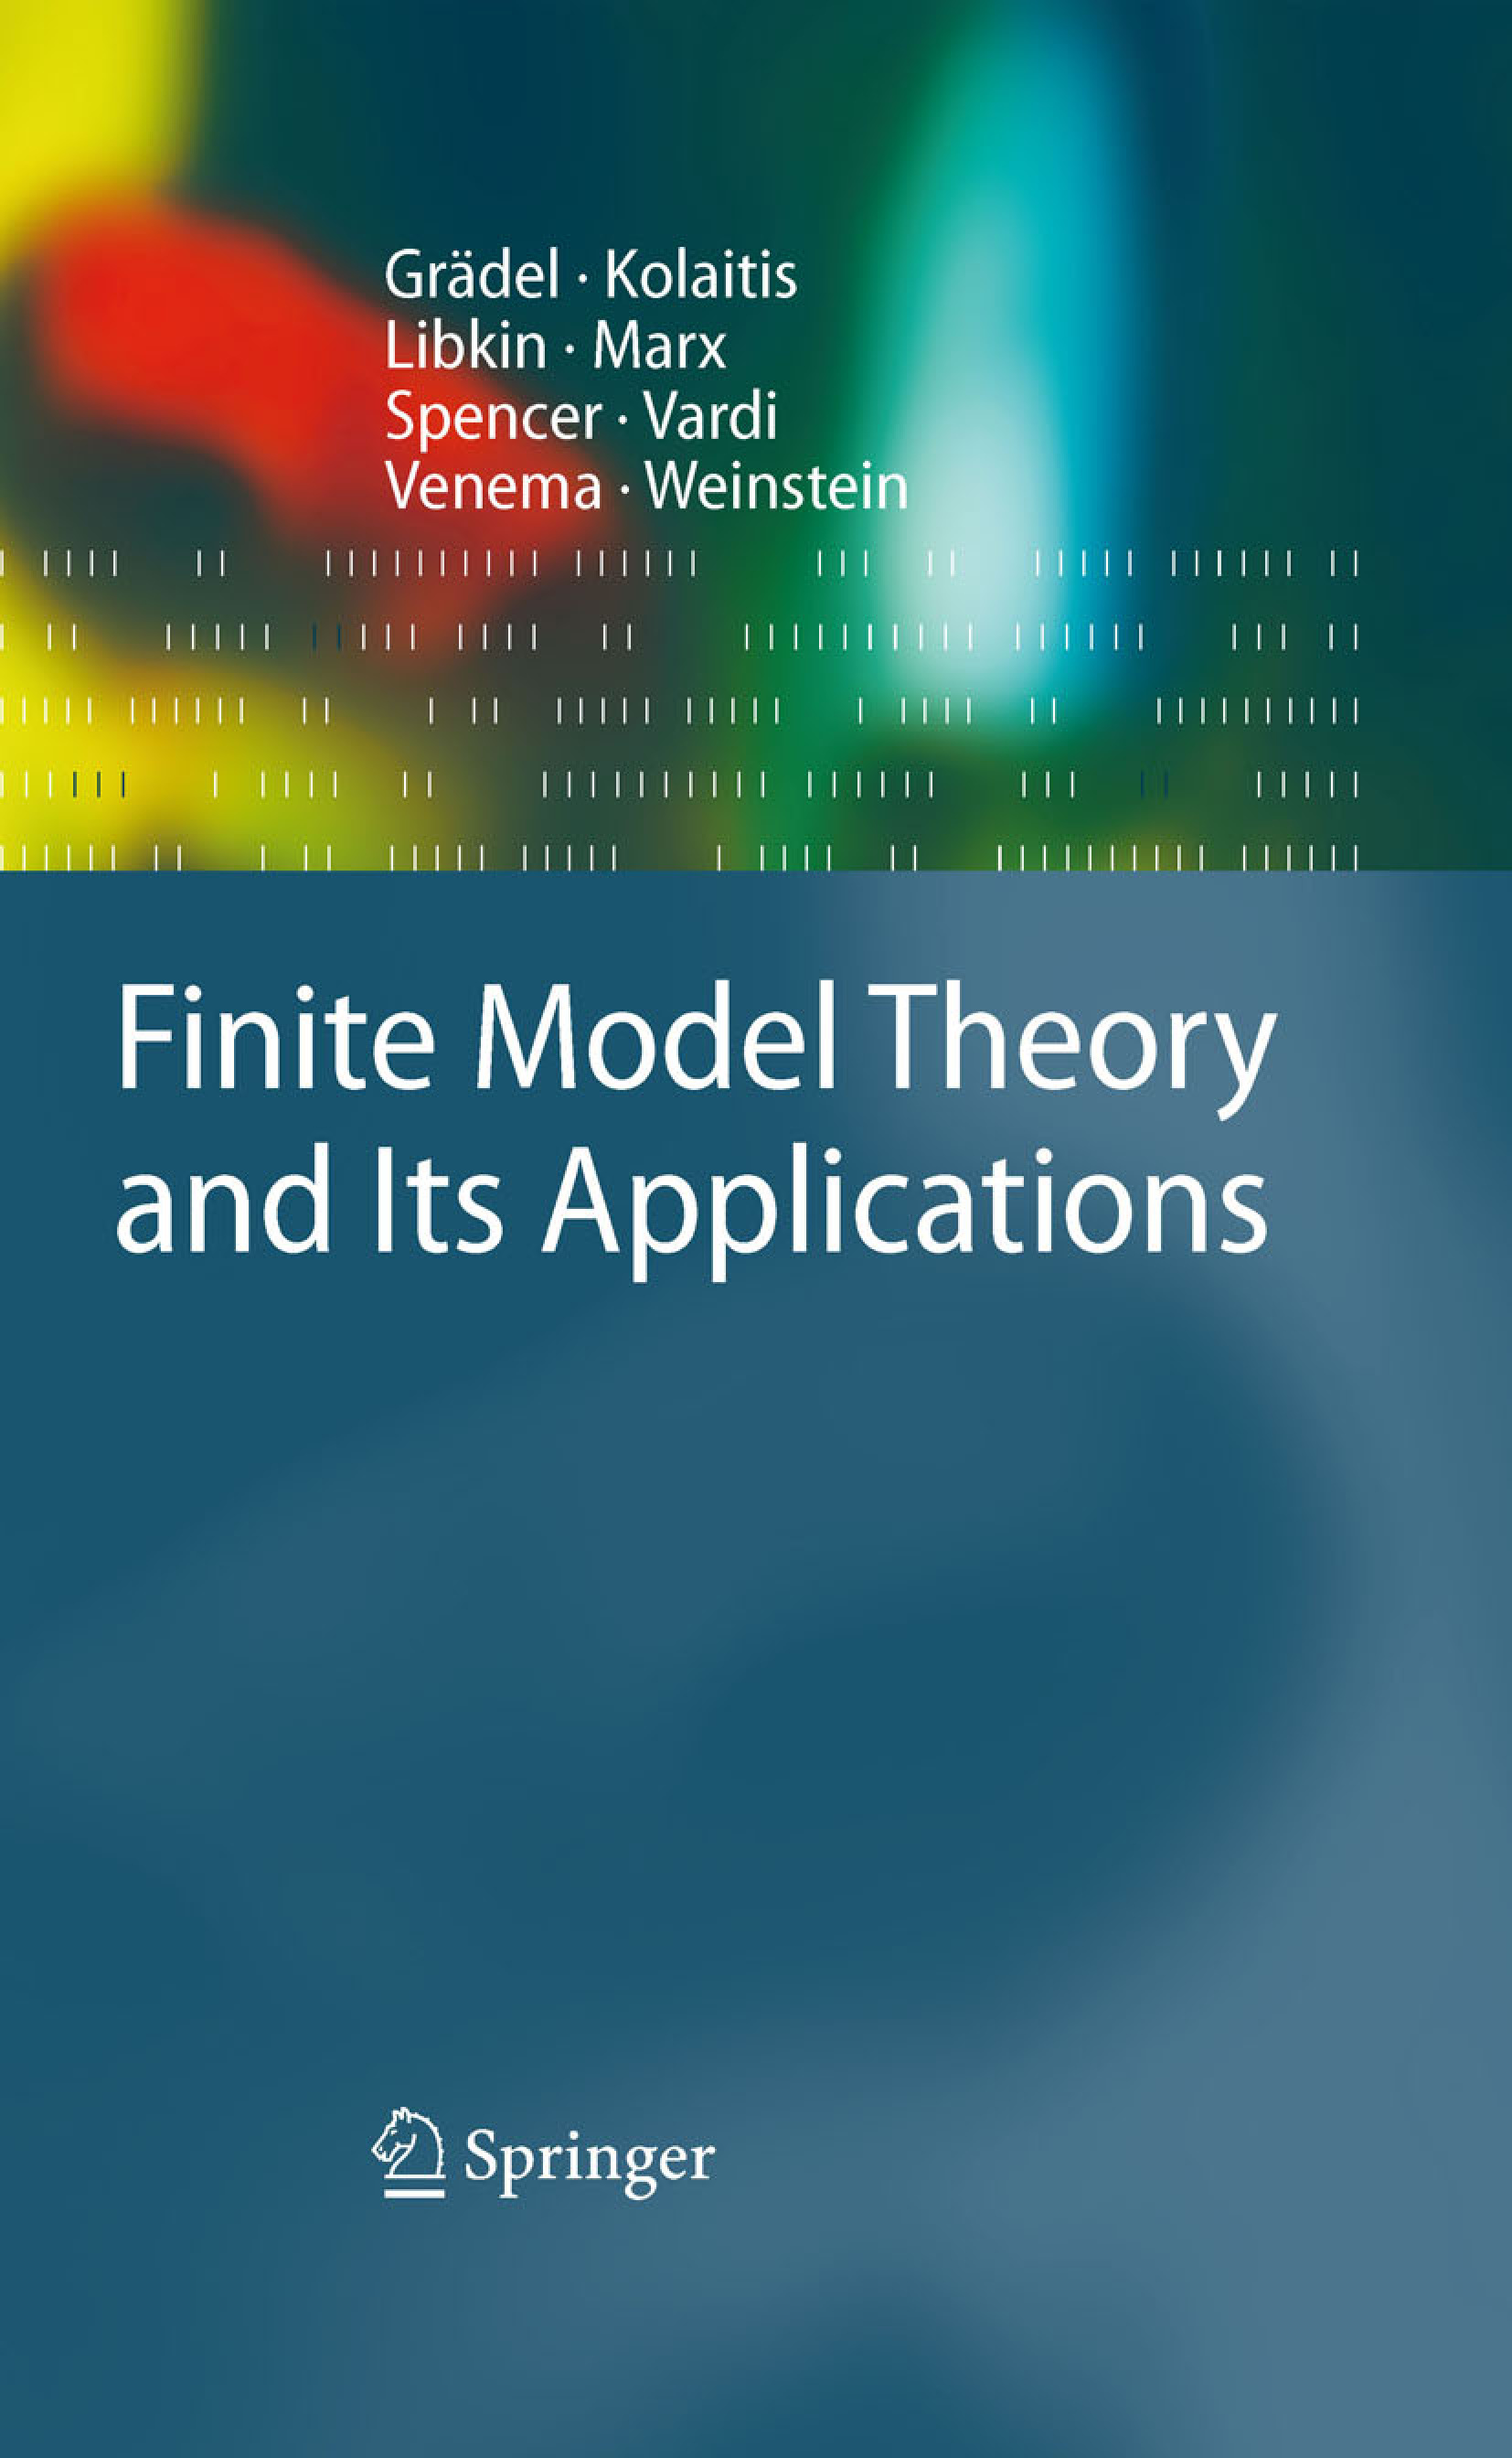 Grädel · Kolaitis
Libkin · Marx
Spencer · Vardi
Venema · Weinstein
Finite Model Theory
and Its Applications
Springer